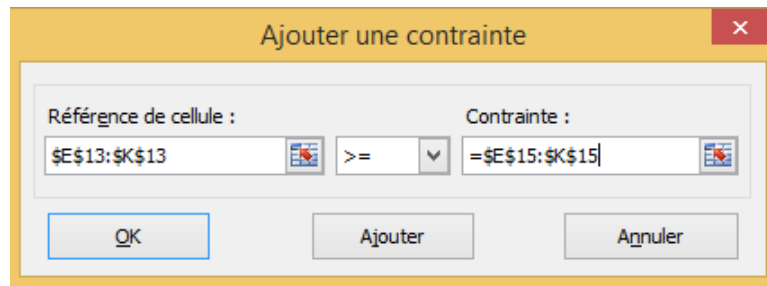 Ajouter une contrainte
Référence de cellule : Contrainte :
$E$13:$K$13 >= =$E$15:$K$15
OK Ajouter Annuler